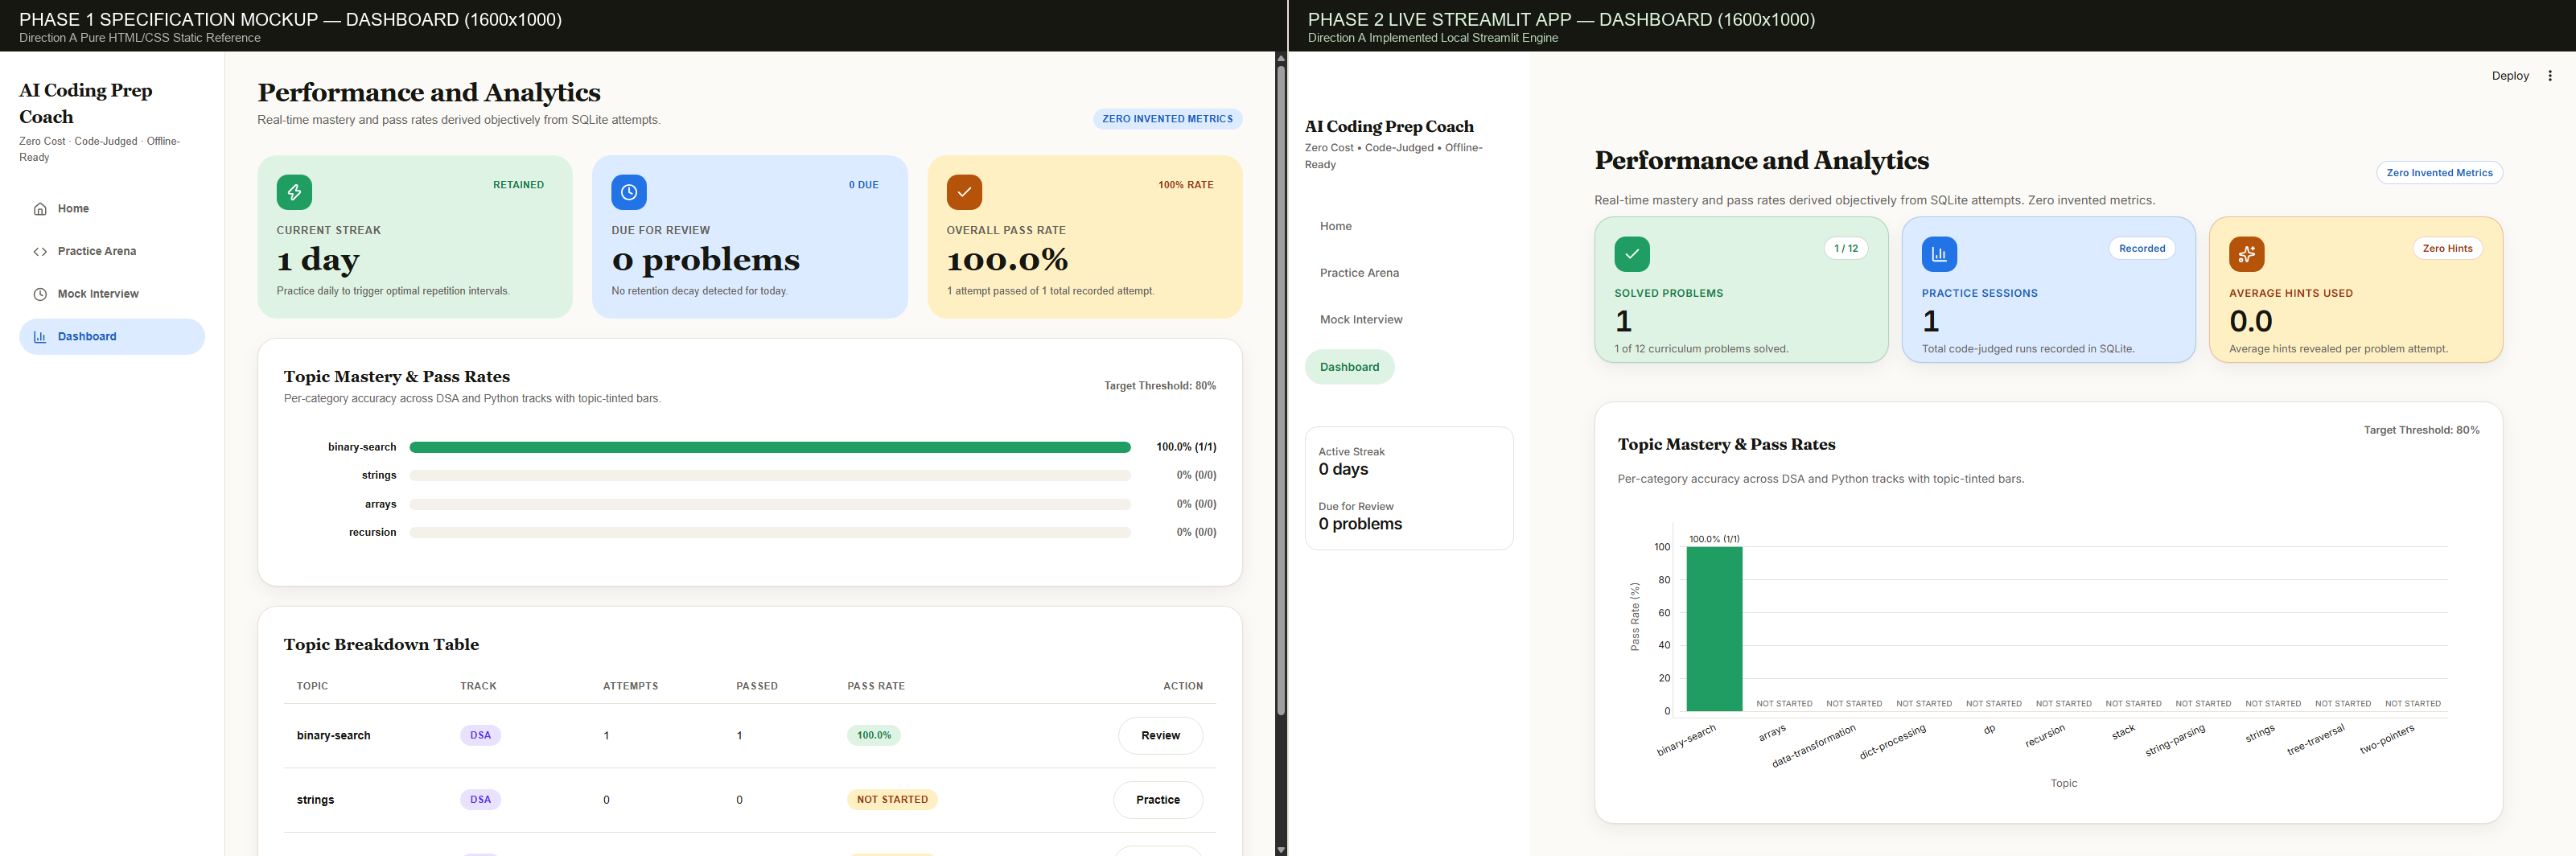 PHASE 1 SPECIFICATION MOCKUP — DASHBOARD (1600x1000)
Direction A Pure HTML/CSS Static Reference
AI Coding Prep
Coach
Zero Cost · Code-Judged · Offline-
Ready
Home
Practice Arena
Mock Interview
Dashboard
Performance and Analytics
Real-time mastery and pass rates derived objectively from SQLite attempts.
ZERO INVENTED METRICS
RETAINED
CURRENT STREAK
1 day
Practice daily to trigger optimal repetition intervals.
0 DUE
DUE FOR REVIEW
0 problems
No retention decay detected for today.
100% RATE
OVERALL PASS RATE
100.0%
1 attempt passed of 1 total recorded attempt.
Topic Mastery & Pass Rates
Per-category accuracy across DSA and Python tracks with topic-tinted bars.
Target Threshold: 80%
binary-search 100.0% (1/1)
strings 0% (0/0)
arrays 0% (0/0)
recursion 0% (0/0)
Topic Breakdown Table
TOPIC TRACK ATTEMPTS PASSED PASS RATE ACTION
binary-search DSA 1 1 100.0% Review
strings DSA 0 0 NOT STARTED Practice
PHASE 2 LIVE STREAMLIT APP — DASHBOARD (1600x1000)
Direction A Implemented Local Streamlit Engine
Deploy
AI Coding Prep Coach
Zero Cost • Code-Judged • Offline-
Ready
Home
Practice Arena
Mock Interview
Dashboard
Active Streak
0 days
Due for Review
0 problems
Performance and Analytics
Zero Invented Metrics
Real-time mastery and pass rates derived objectively from SQLite attempts. Zero invented metrics.
1 / 12
SOLVED PROBLEMS
1
1 of 12 curriculum problems solved.
Recorded
PRACTICE SESSIONS
1
Total code-judged runs recorded in SQLite.
Zero Hints
AVERAGE HINTS USED
0.0
Average hints revealed per problem attempt.
Target Threshold: 80%
Topic Mastery & Pass Rates
Per-category accuracy across DSA and Python tracks with topic-tinted bars.
Pass Rate (%)
100
80
60
40
20
0
100.0% (1/1)
NOT STARTED NOT STARTED NOT STARTED NOT STARTED NOT STARTED NOT STARTED NOT STARTED NOT STARTED NOT STARTED NOT STARTED
binary-search arrays data-transformation dict-processing dp recursion stack string-parsing strings tree-traversal two-pointers
Topic